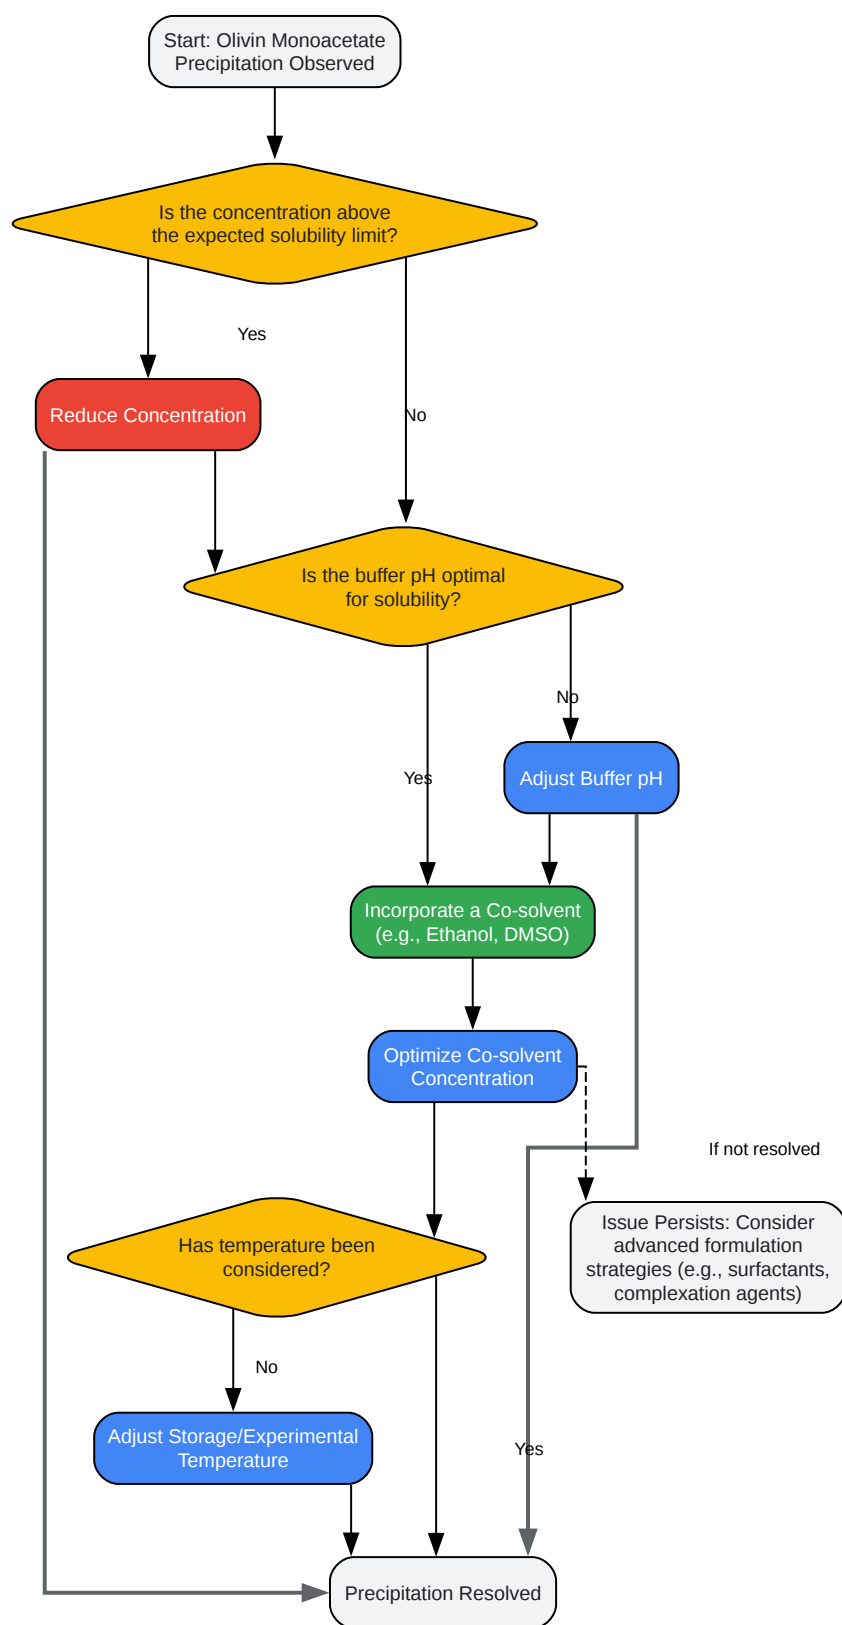 Start: Olivin Monoacetate
Precipitation Observed
Is the concentration above
the expected solubility limit?
Yes
Reduce Concentration
No
Is the buffer pH optimal
for solubility?
No
Yes
Adjust Buffer pH
Incorporate a Co-solvent
(e.g., Ethanol, DMSO)
Optimize Co-solvent
Concentration
If not resolved
Issue Persists: Consider
advanced formulation
strategies (e.g., surfactants,
complexation agents)
Has temperature been
considered?
No
Adjust Storage/Experimental
Temperature
Yes
Precipitation Resolved